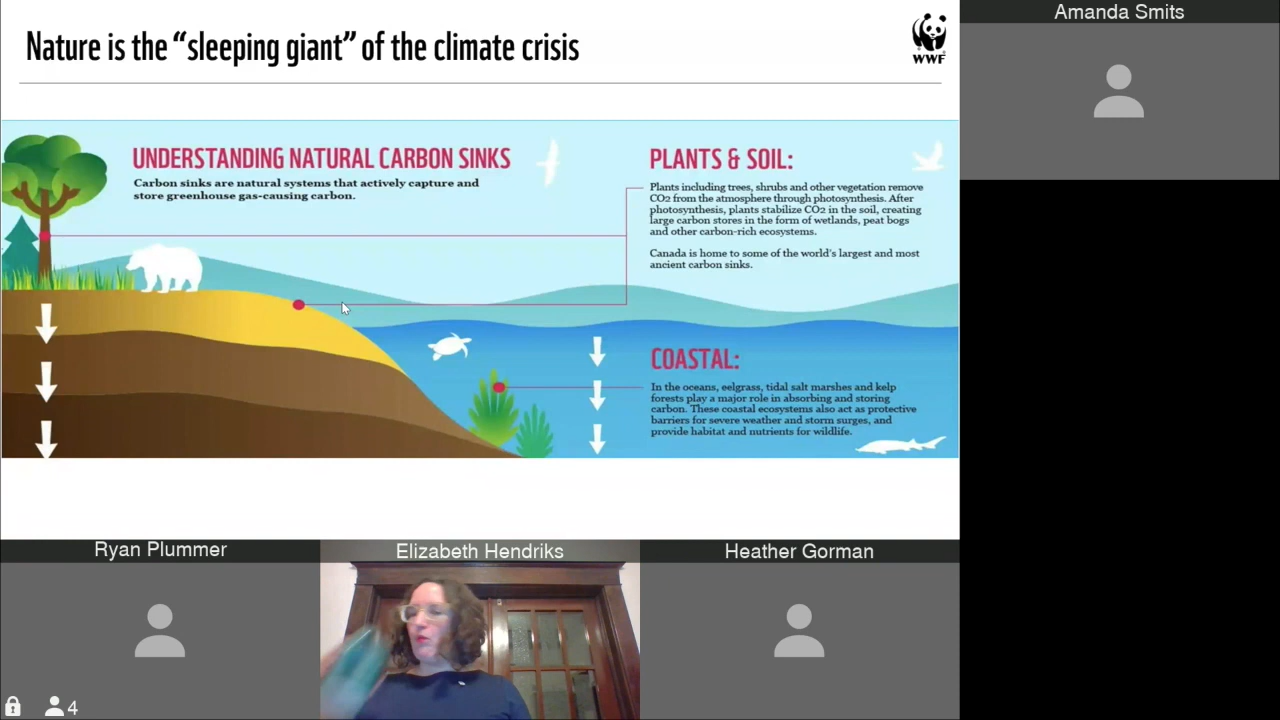 Nature is the “sleeping giant” of the climate crisis
WWF
UNDERSTANDING NATURAL CARBON SINKS
Carbon sinks are natural systems that actively capture and
store greenhouse gas-causing carbon.
PLANTS & SOIL:
Plants including trees, shrubs and other vegetation remove
CO2 from the atmosphere through photosynthesis. After
photosynthesis, plants stabilize CO2 in the soil, creating
large carbon stores in the form of wetlands, peat bogs
and other carbon-rich ecosystems.
Canada is home to some of the world's largest and most
ancient carbon sinks.
COASTAL:
In the oceans, eelgrass, tidal salt marshes and kelp
forests play a major role in absorbing and storing
carbon. These coastal ecosystems also act as protective
barriers for severe weather and storm surges, and
provide habitat and nutrients for wildlife.
Amanda Smits
Ryan Plummer
Elizabeth Hendriks
Heather Gorman
4